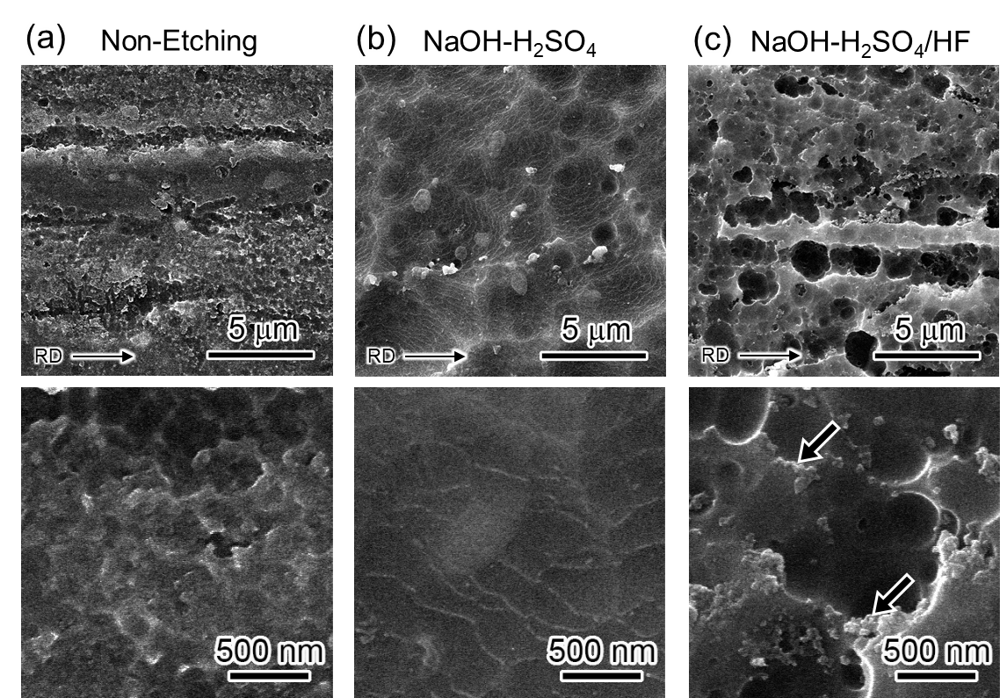 (a) Non-Etching
(b) NaOH-H₂SO₄
(c) NaOH-H₂SO₄/HF
5 μm
RD
5 μm
RD
5 μm
RD
500 nm
500 nm
500 nm